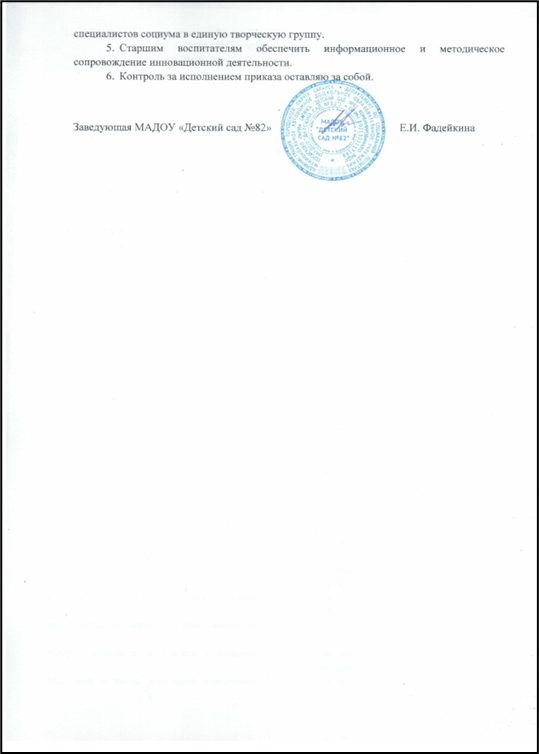 специалистов социума в единую творческую группу.
5. Старшим воспитателям обеспечить информационное и методическое
сопровождение инновационной деятельности.
6. Контроль за исполнением приказа оставляю за собой.
Заведующая МАДОУ «Детский сад №82»
Е.И. Фадейкина
МАДОУ
"ДЕТСКИЙ
САД №82"